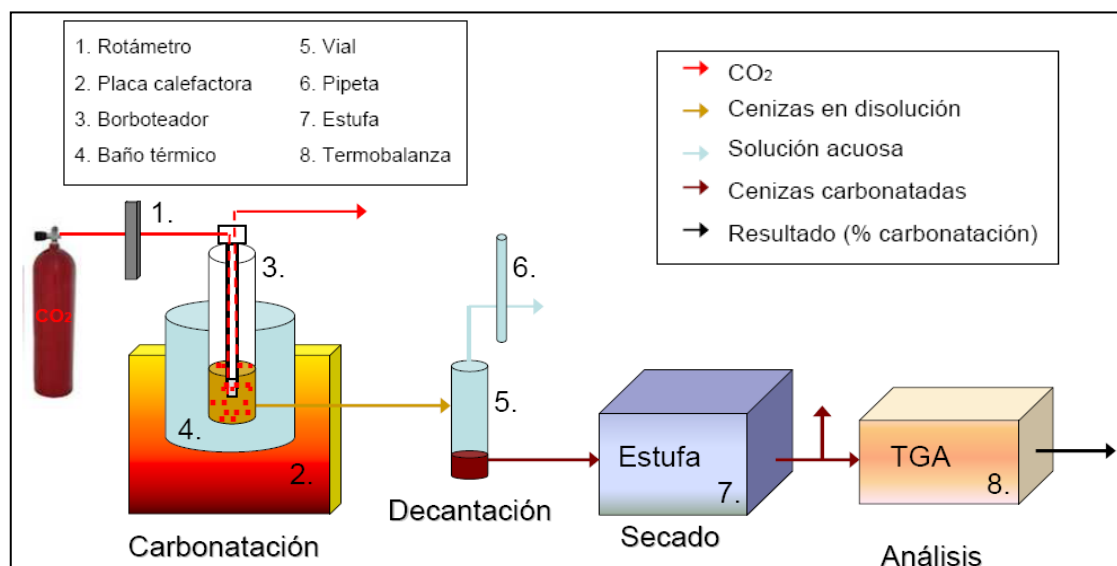 1. Rotámetro
2. Placa calefactora
3. Borboteador
4. Baño térmico
5. Vial
6. Pipeta
7. Estufa
8. Termobalanza
CO₂
Cenizas en disolución
Solución acuosa
Cenizas carbonatadas
Resultado (% carbonatación)
1.
3.
6.
CO₂
4.
2.
5.
Estufa
7.
TGA
8.
Carbonatación
Decantación
Secado
Análisis